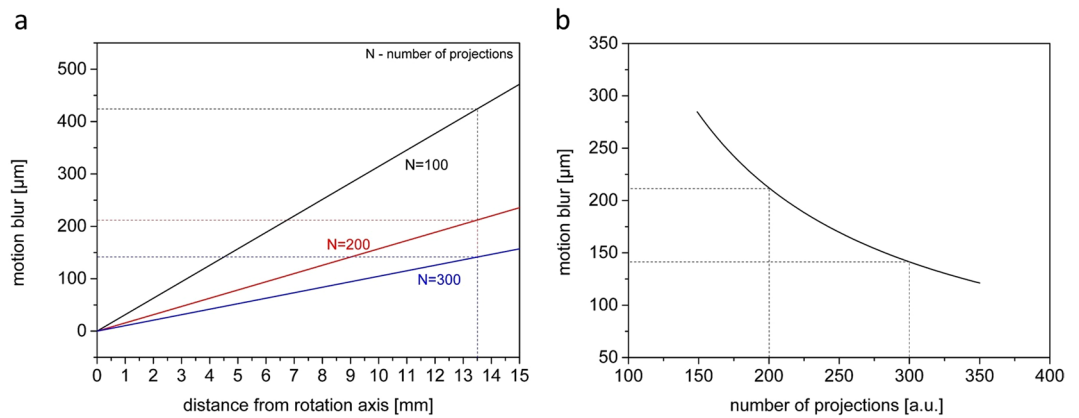 a
N - number of projections
500
400
300
200
100
0
N=100
N=200
N=300
0 1 2 3 4 5 6 7 8 9 10 11 12 13 14 15
distance from rotation axis [mm]
motion blur [µm]
b
350
300
250
200
150
100
50
100 150 200 250 300 350 400
number of projections [a.u.]
motion blur [µm]